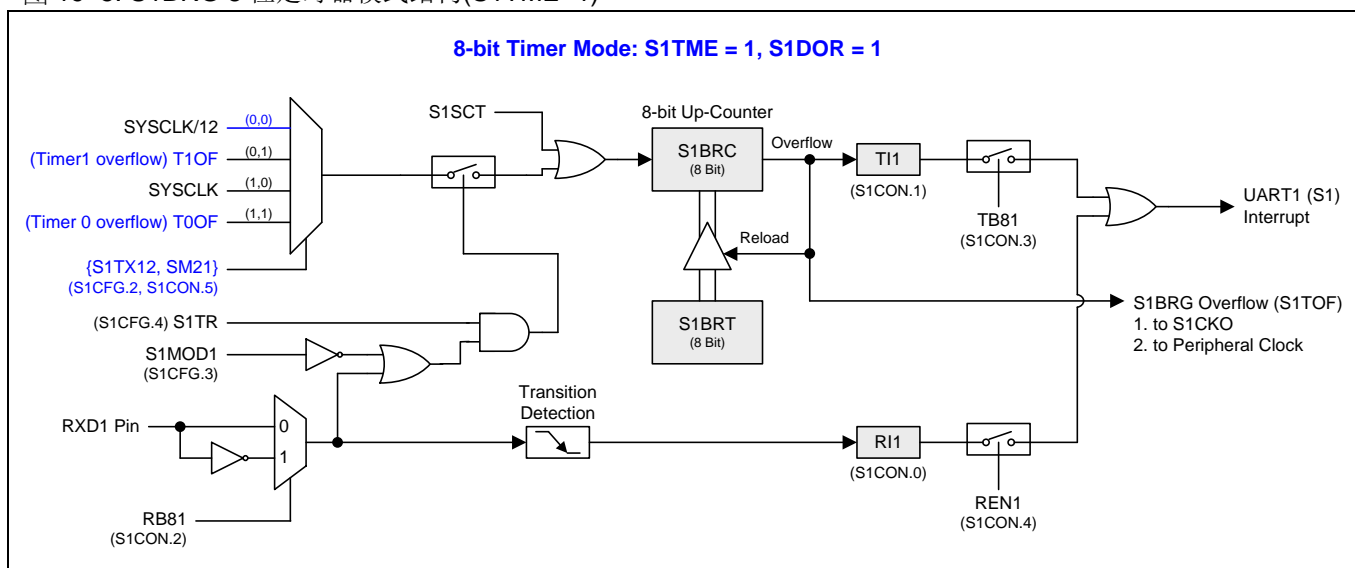 8-bit Timer Mode: S1TME = 1, S1DOR = 1
SYSCLK/12
(0,0)
(Timer1 overflow) T1OF
(0,1)
SYSCLK
(1,0)
(Timer 0 overflow) T0OF
(1,1)
{S1TX12, SM21}
(S1CFG.2, S1CON.5)
(S1CFG.4) S1TR
S1MOD1
(S1CFG.3)
RXD1 Pin
0
1
RB81
(S1CON.2)
S1SCT
8-bit Up-Counter
S1BRC
(8 Bit)
Overflow
Reload
S1BRT
(8 Bit)
Transition
Detection
TI1
(S1CON.1)
TB81
(S1CON.3)
RI1
(S1CON.0)
REN1
(S1CON.4)
UART1 (S1)
Interrupt
S1BRG Overflow (S1TOF)
1. to S1CKO
2. to Peripheral Clock